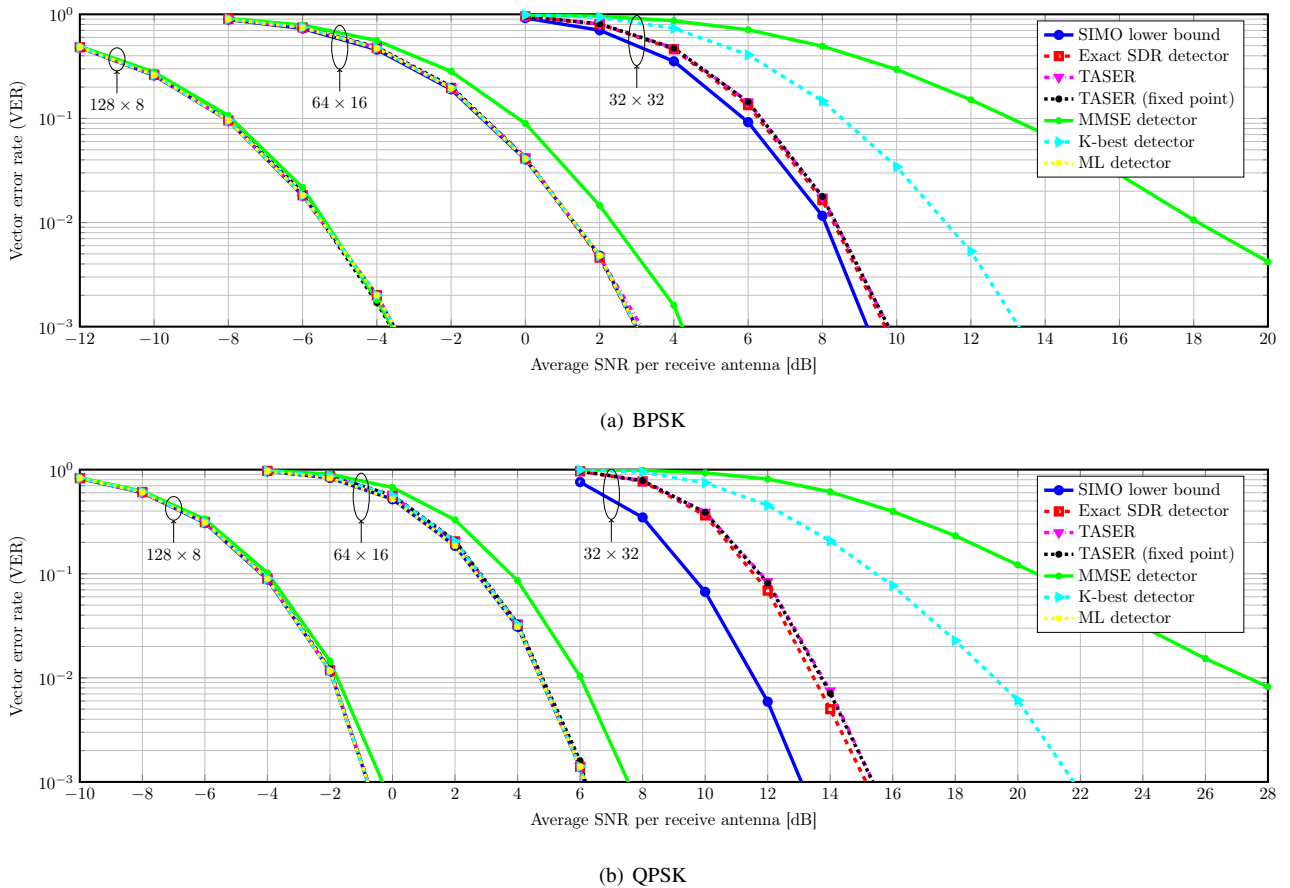 10^0
10^−1
10^−2
10^−3
Vector error rate (VER)
128 × 8
64 × 16
32 × 32
SIMO lower bound
Exact SDR detector
TASER
TASER (fixed point)
MMSE detector
K-best detector
ML detector
−12 −10 −8 −6 −4 −2 0 2 4 6 8 10 12 14 16 18 20
Average SNR per receive antenna [dB]
(a) BPSK
10^0
10^−1
10^−2
10^−3
Vector error rate (VER)
128 × 8
64 × 16
32 × 32
SIMO lower bound
Exact SDR detector
TASER
TASER (fixed point)
MMSE detector
K-best detector
ML detector
−10 −8 −6 −4 −2 0 2 4 6 8 10 12 14 16 18 20 22 24 26 28
Average SNR per receive antenna [dB]
(b) QPSK